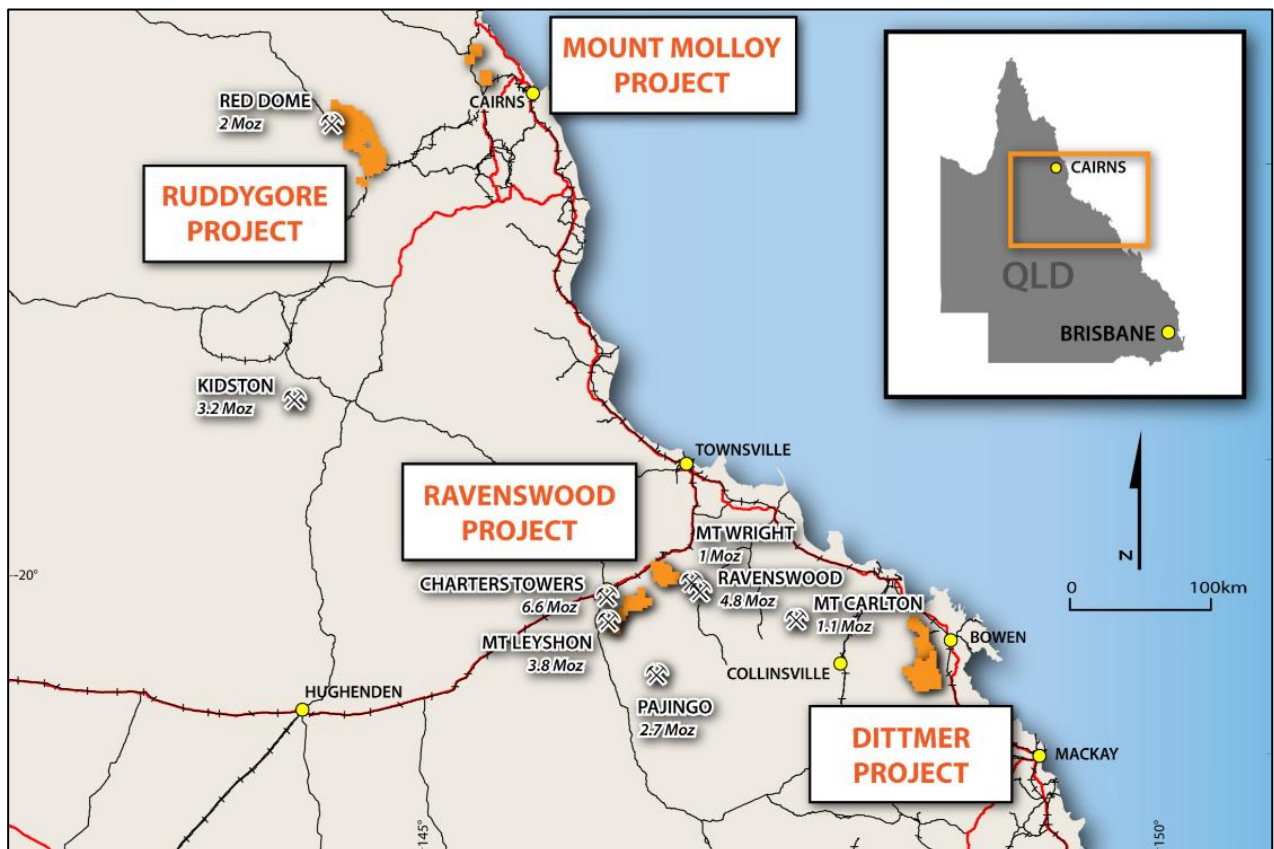 MOUNT MOLLOY
PROJECT
RED DOME
2 Moz
CAIRNS
RUDDYGORE
PROJECT
CAIRNS
QLD
BRISBANE
KIDSTON
3.2 Moz
TOWNSVILLE
RAVENSWOOD
PROJECT
MT WRIGHT
1 Moz
N
20°
CHARTERS TOWERS
6.6 Moz
RAVENSWOOD
4.8 Moz
MT CARLTON
1.1 Moz
0 100km
MT LEYSHON
3.8 Moz
BOWEN
COLLINSVILLE
HUGHENDEN
PAJINGO
2.7 Moz
DITTMER
PROJECT
MACKAY
145°
150°